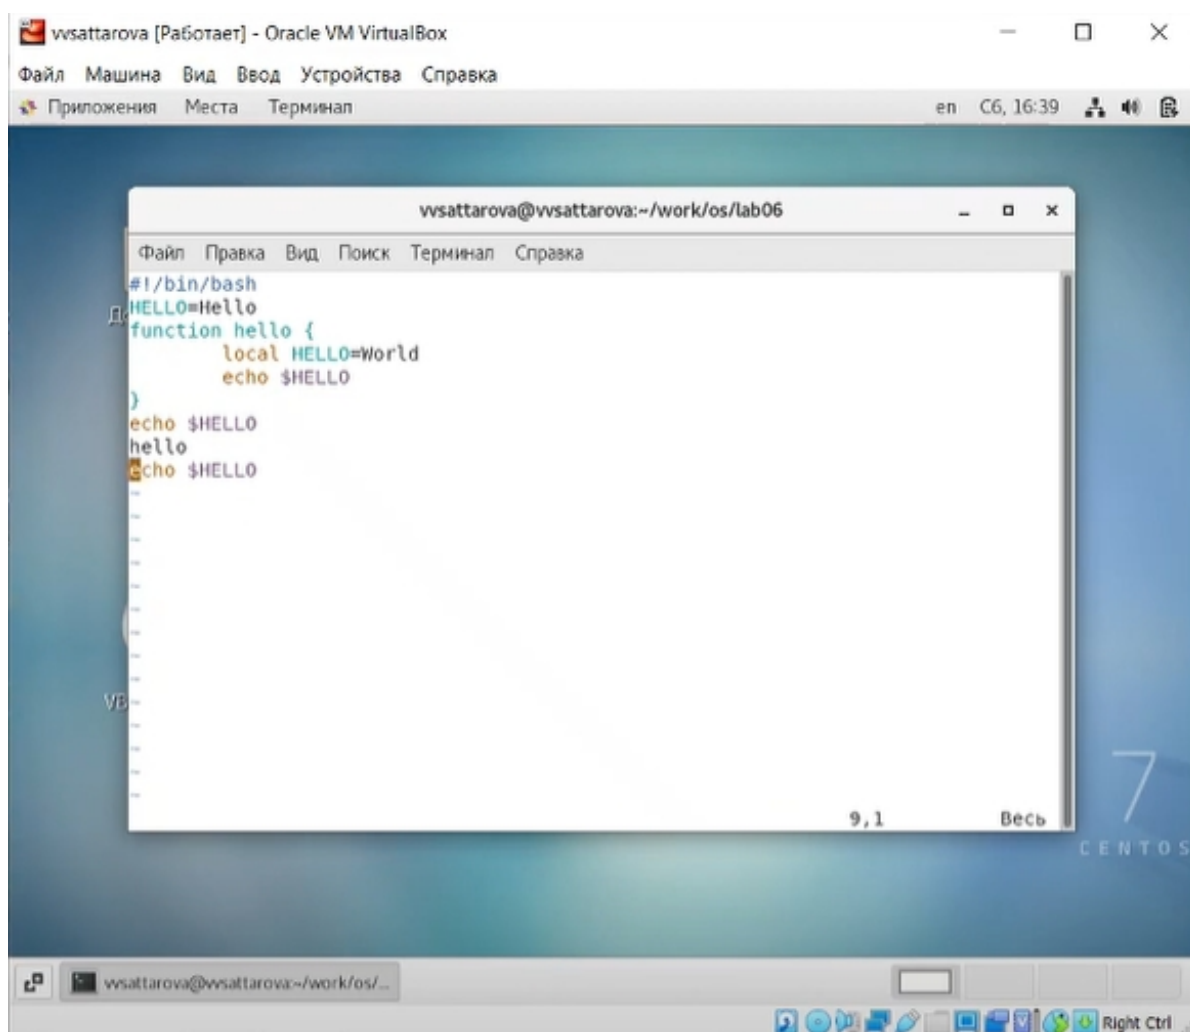 vvsattarova [Работает] - Oracle VM VirtualBox
Файл Машина Вид Ввод Устройства Справка
Приложения Места Терминал en Сб, 16:39
vvsattarova@vvsattarova:~/work/os/lab06
Файл Правка Вид Поиск Терминал Справка
#!/bin/bash
HELLO=Hello
function hello {
local HELLO=World
echo $HELLO
}
echo $HELLO
hello
echo $HELLO
~
~
~
~
~
~
~
~
~
~
~
~
~
~
9,1 Весь
7
CENTOS
vvsattarova@vvsattarova:~/work/os/...
Right Ctrl